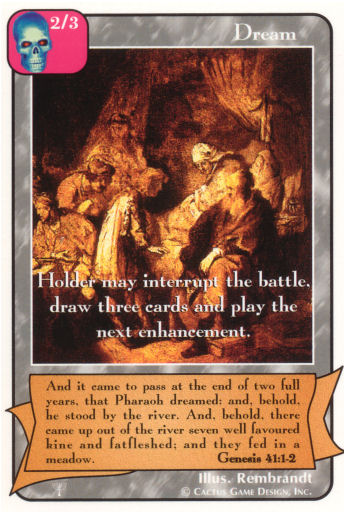 2/3
Dream
Holder may interrupt the battle,
draw three cards and play the
next enhancement.
And it came to pass at the end of two full
years, that Pharaoh dreamed: and, behold,
he stood by the river. And, behold, there
came up out of the river seven well favoured
kine and fatfleshed; and they fed in a
meadow. Genesis 41:1-2
Illus. Rembrandt
© Cactus Game Design, Inc.